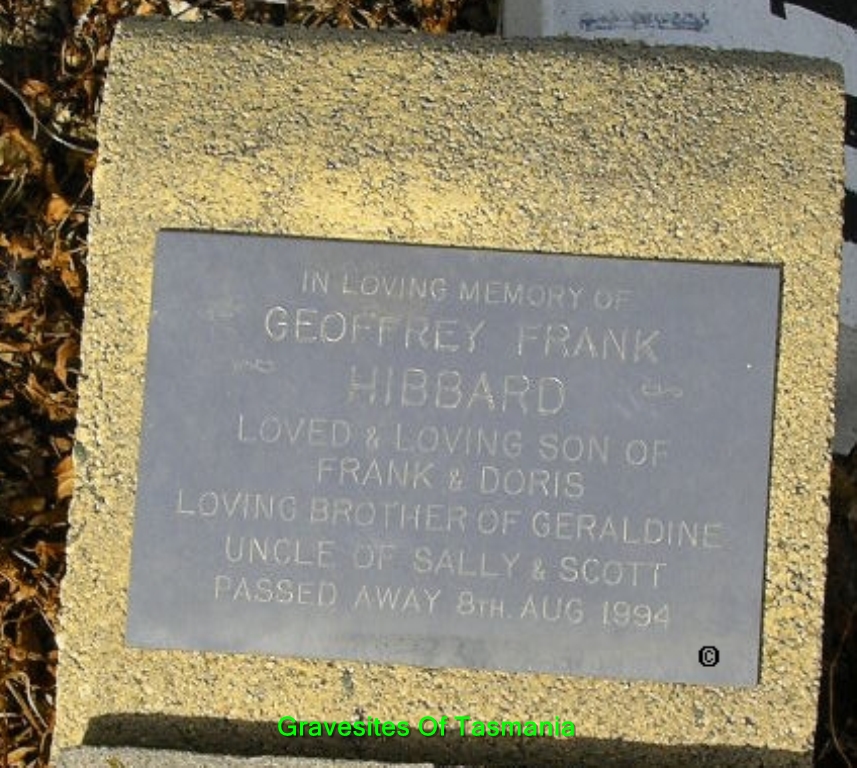 IN LOVING MEMORY OF
GEOFFREY FRANK
HIBBARD
LOVED & LOVING SON OF
FRANK & DORIS
LOVING BROTHER OF GERALDINE
UNCLE OF SALLY & SCOTT
PASSED AWAY 8TH. AUG 1994
©
Gravesites Of Tasmania